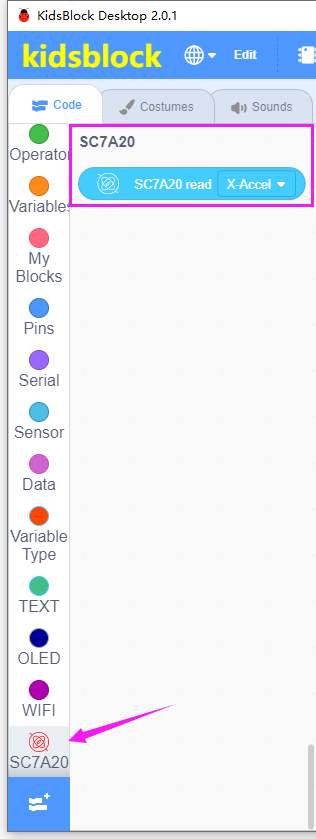 KidsBlock Desktop 2.0.1
kidsblock
Edit
Code
Costumes
Sounds
SC7A20
SC7A20 read X-Accel
Operator
Variables
My
Blocks
Pins
Serial
Sensor
Data
Variable
Type
TEXT
OLED
WIFI
SC7A20